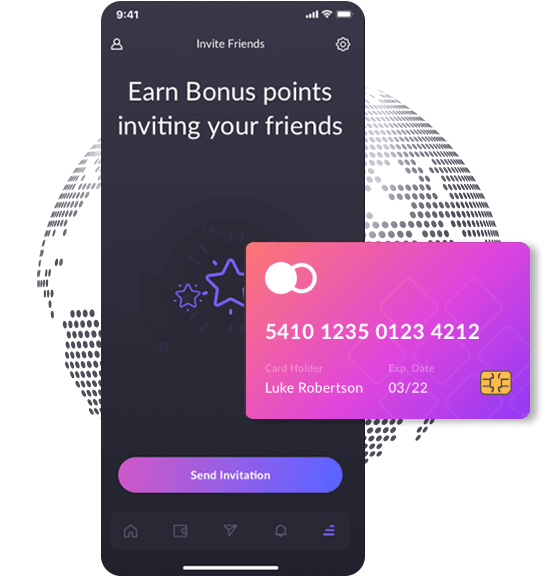 9:41
Invite Friends
Earn Bonus points
inviting your friends
5410 1235 0123 4212
Card Holder
Exp. Date
Luke Robertson
03/22
Send Invitation